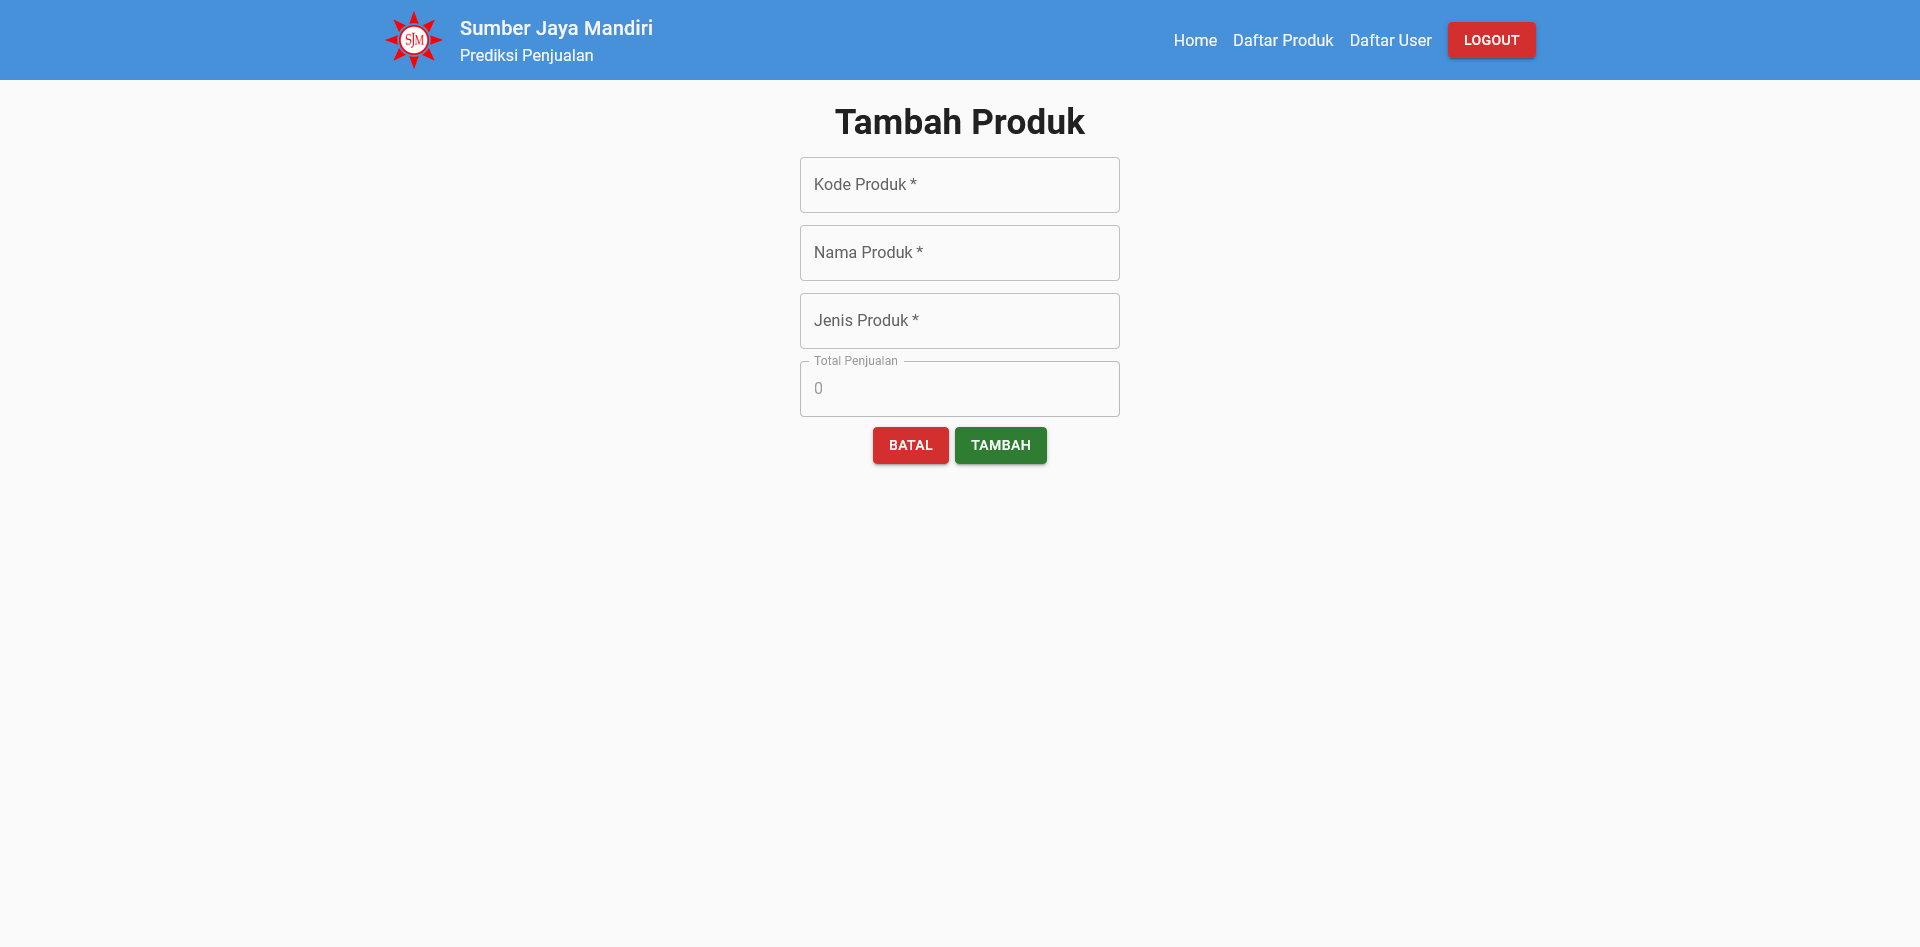 SJM
Sumber Jaya Mandiri
Prediksi Penjualan
Home Daftar Produk Daftar User LOGOUT
Tambah Produk
Kode Produk *
Nama Produk *
Jenis Produk *
Total Penjualan
0
BATAL TAMBAH